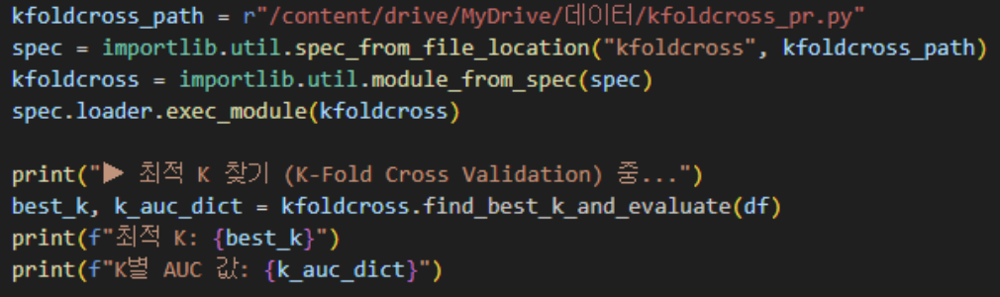 kfoldcross_path = r"/content/drive/MyDrive/데이터/kfoldcross_pr.py"
spec = importlib.util.spec_from_file_location("kfoldcross", kfoldcross_path)
kfoldcross = importlib.util.module_from_spec(spec)
spec.loader.exec_module(kfoldcross)
print("▶ 최적 K 찾기 (K-Fold Cross Validation) 중...")
best_k, k_auc_dict = kfoldcross.find_best_k_and_evaluate(df)
print(f"최적 K: {best_k}")
print(f"K별 AUC 값: {k_auc_dict}")